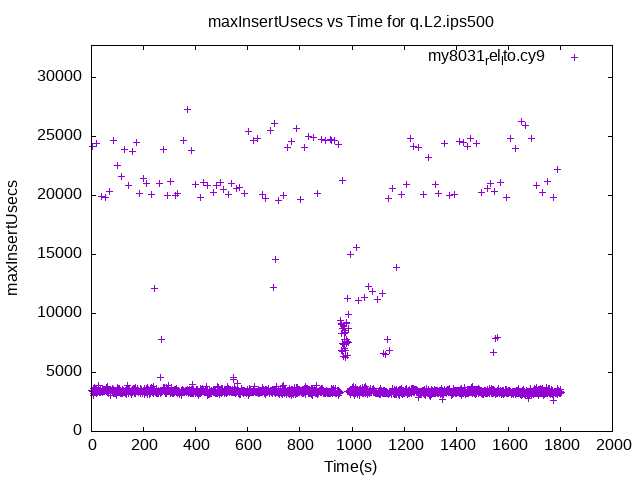 maxInsertUsecs vs Time for q.L2.ips500
my8031relto.cy9
30000
25000
20000
15000
10000
5000
0
maxInsertUsecs
0 200 400 600 800 1000 1200 1400 1600 1800 2000
Time(s)